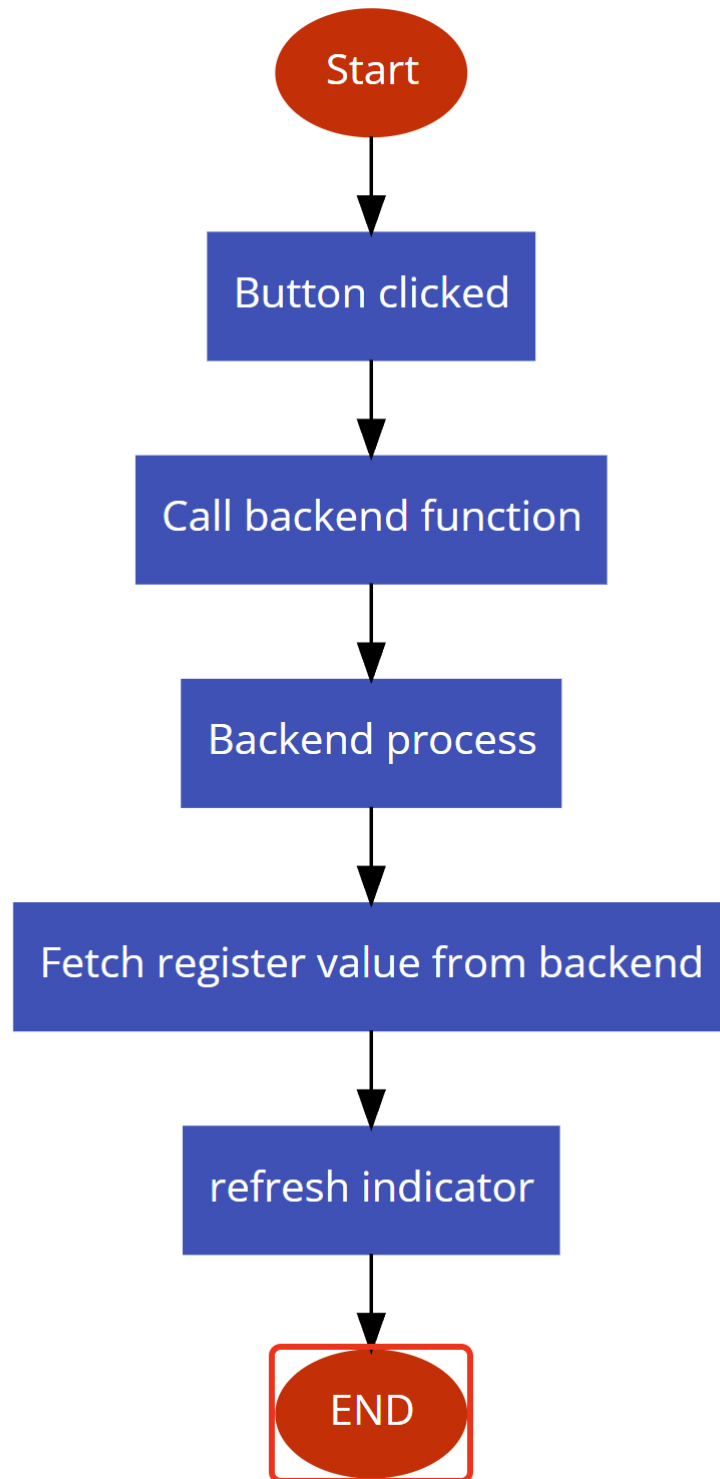 Start
Button clicked
Call backend function
Backend process
Fetch register value from backend
refresh indicator
END